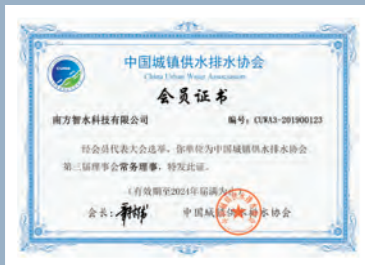 中国城镇供水排水协会
China Urban Water Association
会员证书
南方智水科技有限公司 编号：CUWA3-201900123
经会员代表大会选举，你单位为中国城镇供水排水协会
第三届理事会常务理事，特发此证。
（有效期至2024年届满为止）
会长：
中国城镇供水排水协会